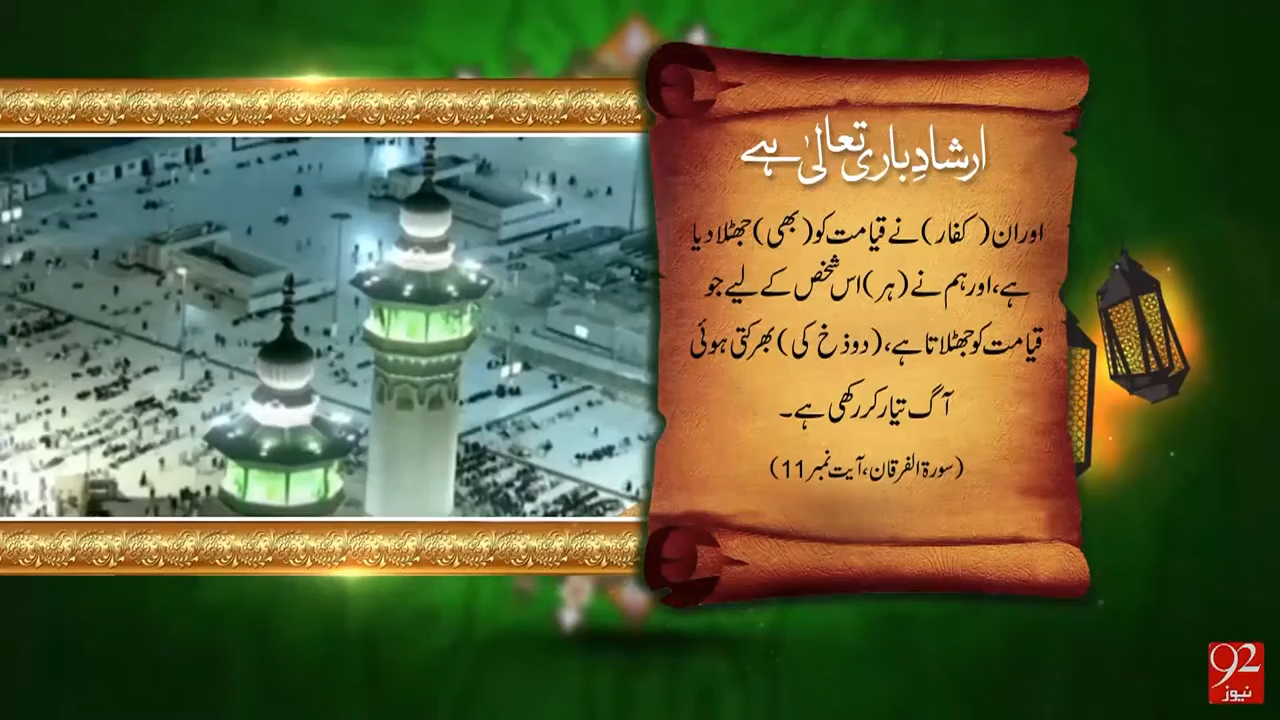 ارشادِ باری تعالیٰ ہے
اور ان ( کفار ) نے قیامت کو ( بھی ) جھٹلا دیا
ہے، اور ہم نے ( ہر ) اس شخص کے لیے جو
قیامت کو جھٹلاتا ہے، ( دوزخ کی ) بھرکتی ہوئی
آگ تیار کر رکھی ہے۔
( سورۃ الفرقان، آیت نمبر 11 )
92
نیوز